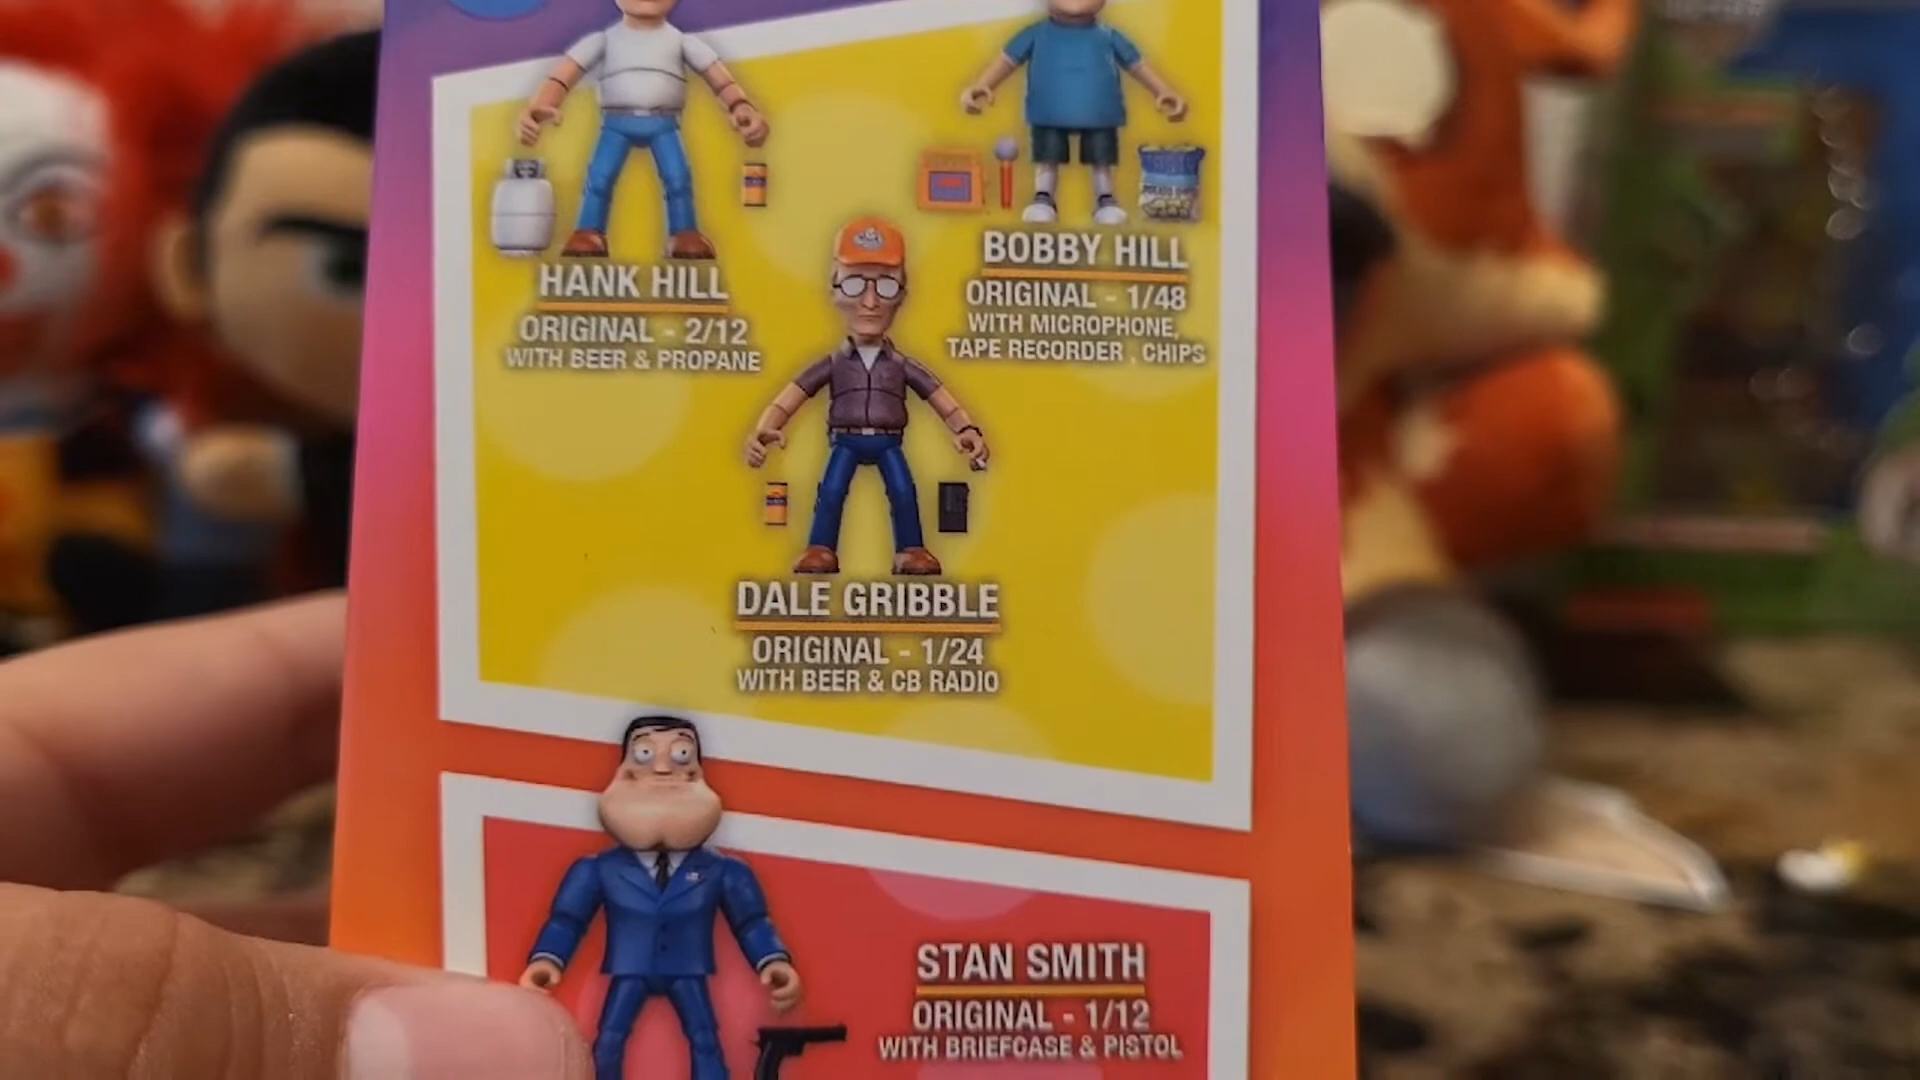 HANK HILL
ORIGINAL - 2/12
WITH BEER & PROPANE
BOBBY HILL
ORIGINAL - 1/48
WITH MICROPHONE,
TAPE RECORDER , CHIPS
DALE GRIBBLE
ORIGINAL - 1/24
WITH BEER & CB RADIO
STAN SMITH
ORIGINAL - 1/12
WITH BRIEFCASE & PISTOL